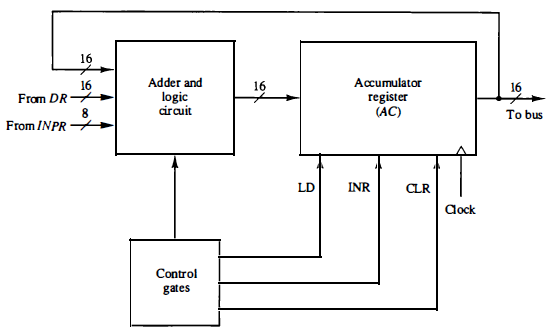 16
From DR
16
From INPR
8
Adder and
logic
circuit
16
Accumulator
register
(AC)
16
To bus
LD
INR
CLR
Clock
Control
gates